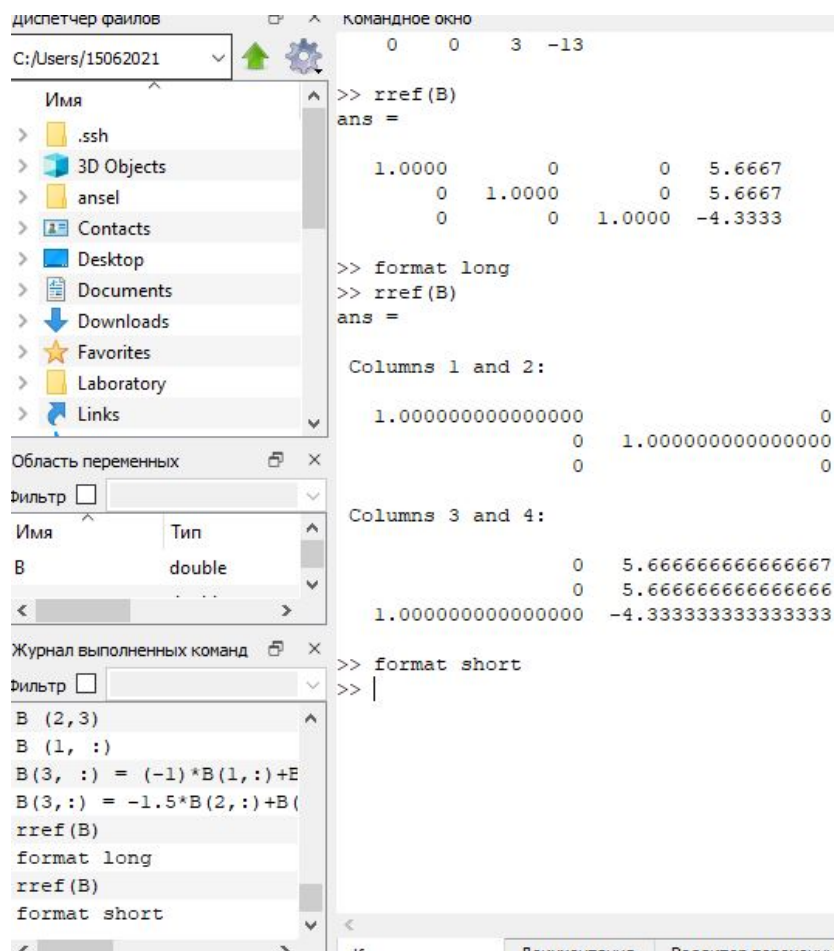 Диспетчер файлов
C:/Users/15062021
Имя
.ssh
3D Objects
ansel
Contacts
Desktop
Documents
Downloads
Favorites
Laboratory
Links
Область переменных
Фильтр
Имя Тип
B double
Журнал выполненных команд
Фильтр
B (2,3)
B (1, :)
B(3, :) = (-1)*B(1,:)+B
B(3,:) = -1.5*B(2,:)+B(
rref(B)
format long
rref(B)
format short
Командное окно
0 0 3 -13
>> rref(B)
ans =
1.0000 0 0 5.6667
0 1.0000 0 5.6667
0 0 1.0000 -4.3333
>> format long
>> rref(B)
ans =
Columns 1 and 2:
1.000000000000000 0
0 1.000000000000000
0 0
Columns 3 and 4:
0 5.666666666666667
0 5.666666666666666
1.000000000000000 -4.333333333333333
>> format short
>>